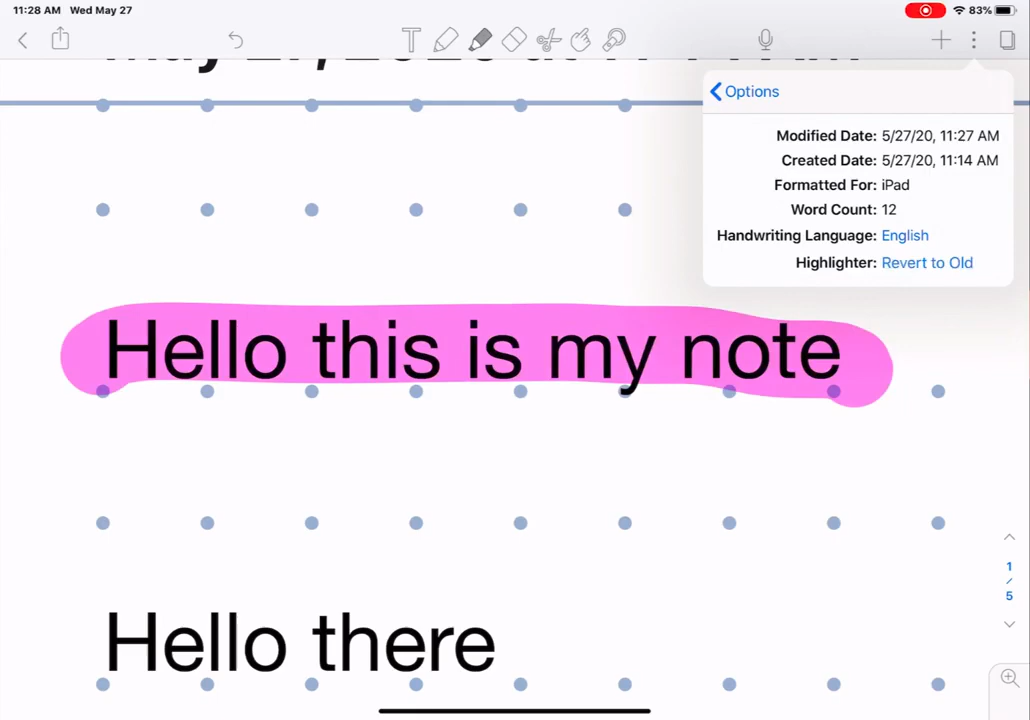 11:28 AM Wed May 27
83%
Options
Modified Date: 5/27/20, 11:27 AM
Created Date: 5/27/20, 11:14 AM
Formatted For: iPad
Word Count: 12
Handwriting Language: English
Highlighter: Revert to Old
Hello this is my note
Hello there
1
/
5